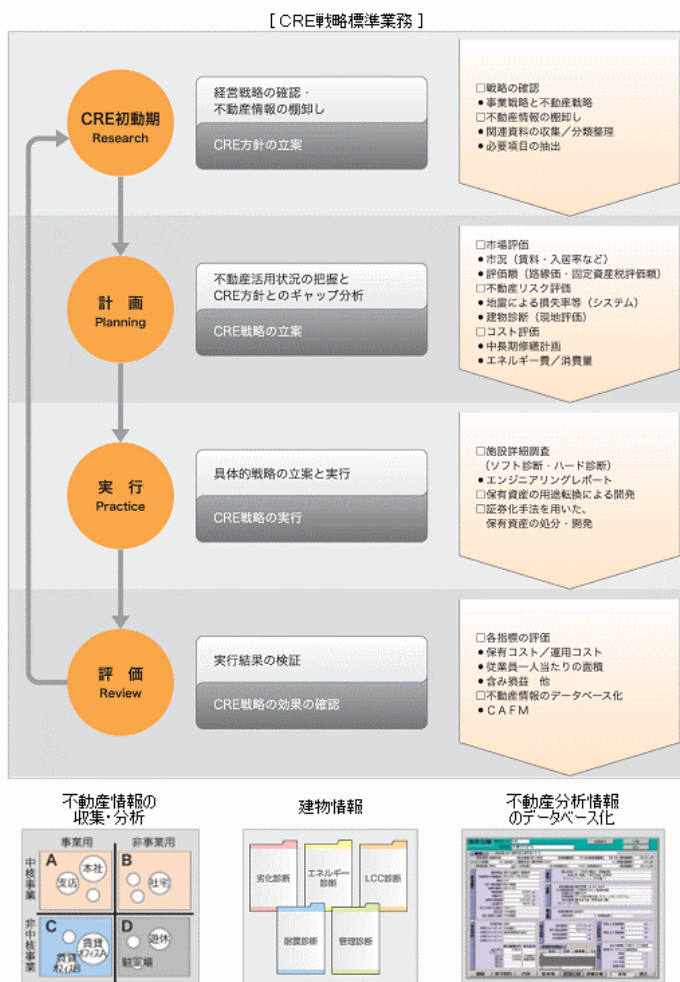 [ CRE戦略標準業務 ]
CRE初動期
Research
経営戦略の確認・
不動産情報の棚卸し
CRE方針の立案
□戦略の確認
●事業戦略と不動産戦略
□不動産情報の棚卸し
●関連資料の収集／分類整理
●必要項目の抽出
計　画
Planning
不動産活用状況の把握と
CRE方針とのギャップ分析
CRE戦略の立案
□市場評価
●市況（賃料・入居率など）
●評価額（路線価・固定資産税評価額）
□不動産リスク評価
●地震による損失率等（システム）
●建物診断（現地評価）
□コスト評価
●中長期修繕計画
●エネルギー費／消費量
実　行
Practice
具体的戦略の立案と実行
CRE戦略の実行
□施設詳細調査
（ソフト診断・ハード診断）
●エンジニアリングレポート
□保有資産の用途転換による開発
□証券化手法を用いた、
保有資産の処分・開発
評　価
Review
実行結果の検証
CRE戦略の効果の確認
□各指標の評価
●保有コスト／運用コスト
●従業員一人当たりの面積
●含み損益　他
□不動産情報のデータベース化
●ＣＡＦＭ
不動産情報の
収集・分析
事業用
非事業用
中核事業
A
本社
支店
B
社宅
非中核事業
C
賃貸
オフィスA
賃貸
オフィスB
D
遊休
駐車場
建物情報
劣化診断
エネルギー
診断
LCC診断
耐震診断
管理診断
不動産分析情報
のデータベース化